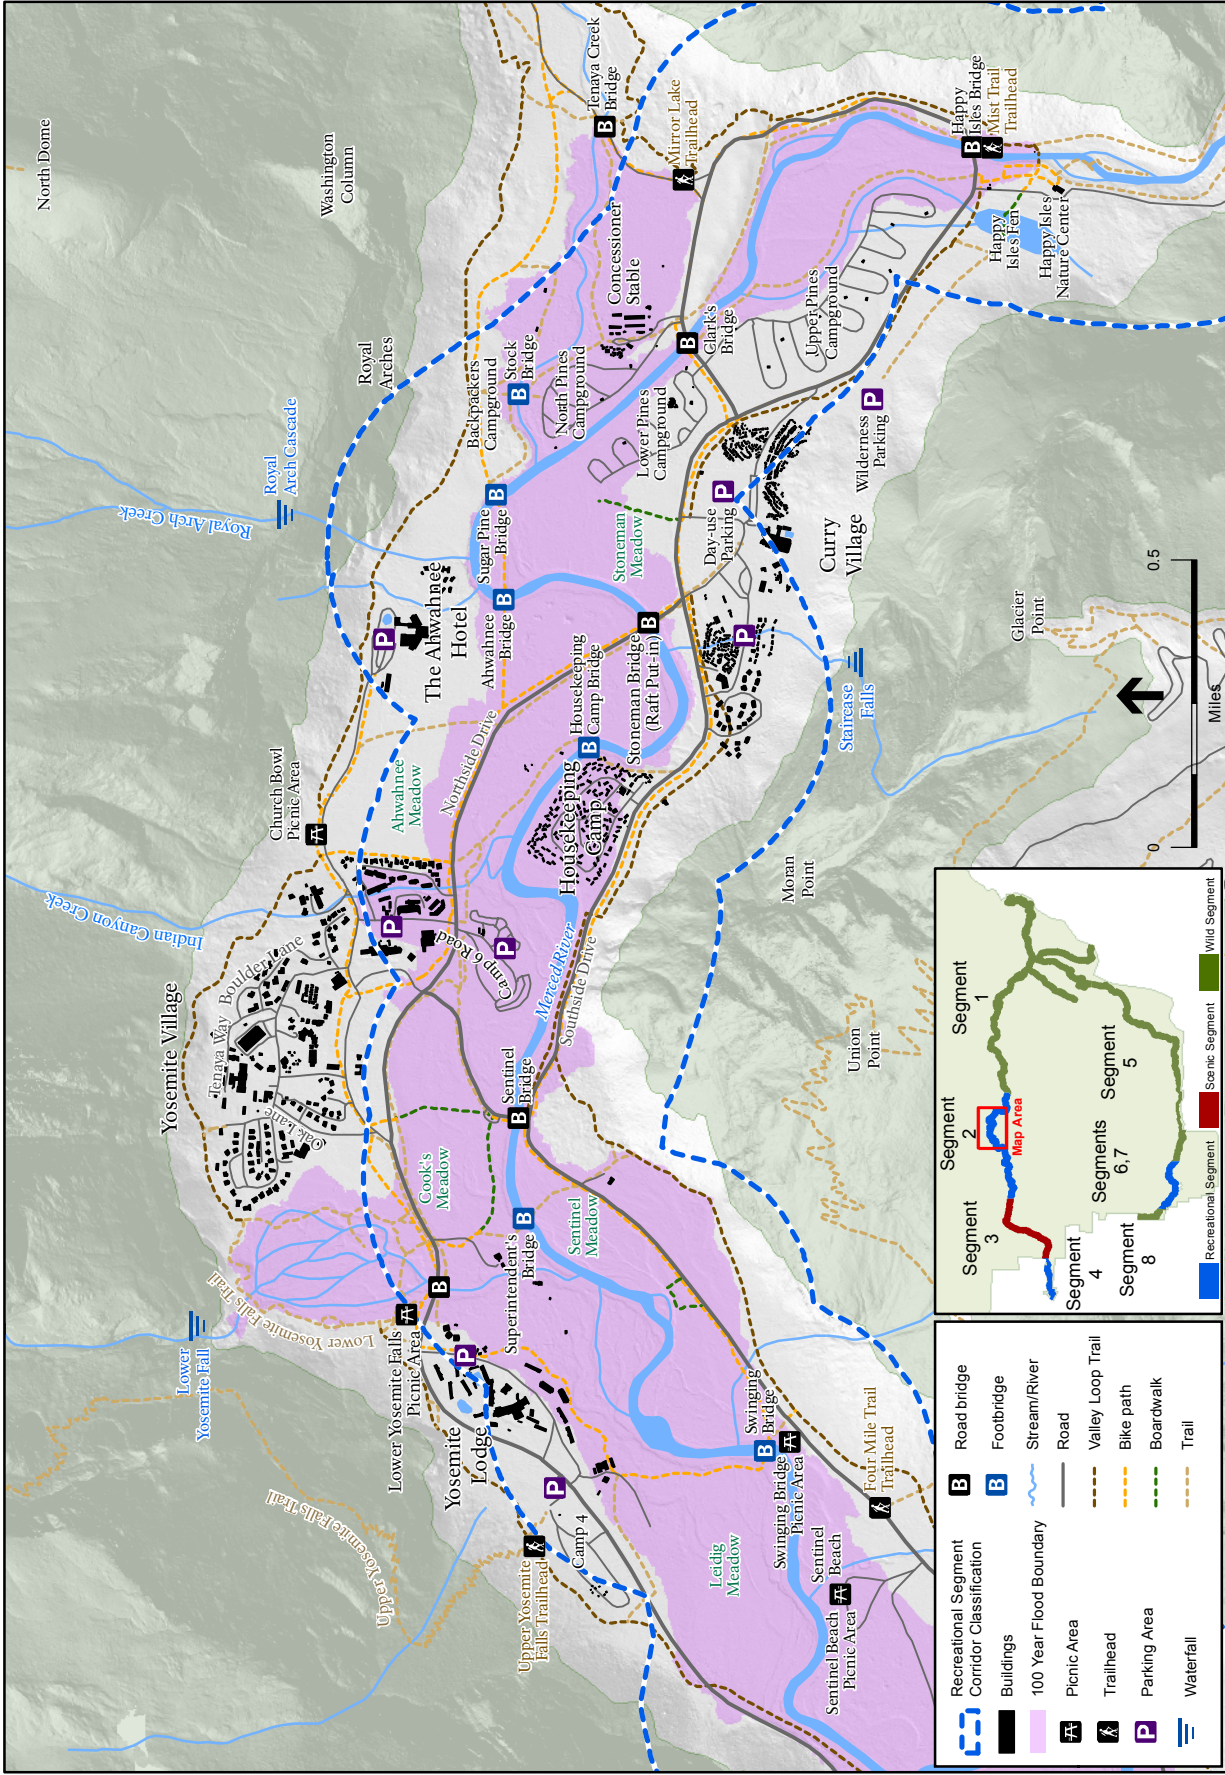 North Dome
Washington
Column
Royal
Arches
Royal
Arch Cascade
Royal Arch Creek
Tenaya Creek
Bridge
Mirror Lake
Trailhead
Happy
Isles Bridge
Mist Trail
Trailhead
Happy
Isles Fen
Happy Isles
Nature Center
Concessioner
Stable
Clark's
Bridge
Upper Pines
Campground
Backpackers
Campground
Stock
Bridge
North Pines
Campground
Lower Pines
Campground
Wilderness
Parking
Sugar Pine
Bridge
Ahwahnee
Bridge
The Ahwahnee
Hotel
Stoneman
Meadow
Day-use
Parking
Curry
Village
Glacier
Point
Staircase
Falls
Housekeeping
Camp Bridge
Stoneman Bridge
(Raft Put-in)
Northside Drive
Church Bowl
Picnic Area
Ahwahnee
Meadow
Housekeeping
Camp
Moran
Point
Indian Canyon Creek
Yosemite Village
Boulder Lane
Tenaya Way
Oak Lane
Camp 6 Road
Merced River
Southside Drive
Union
Point
Sentinel
Bridge
Cook's
Meadow
Superintendent's
Bridge
Sentinel
Meadow
Lower
Yosemite Fall
Lower Yosemite Falls Trail
Lower Yosemite Falls
Picnic Area
Yosemite
Lodge
Upper Yosemite Falls Trail
Upper Yosemite
Falls Trailhead
Camp 4
Swinging
Bridge
Swinging Bridge
Picnic Area
Four Mile Trail
Trailhead
Leidig
Meadow
Sentinel
Beach
Sentinel Beach
Picnic Area
B
B
B
B
B
B
B
B
B
B
B
B
P
P
P
P
P
P
P
P
0
0.5
Miles
Recreational Segment
Corridor Classification
Buildings
100 Year Flood Boundary
Picnic Area
Trailhead
P
Parking Area
Waterfall
B
Road bridge
B
Footbridge
Stream/River
Road
Valley Loop Trail
Bike path
Boardwalk
Trail
Segment
1
Segment
2
Map Area
Segment
3
Segment
4
Segment
5
Segments
6,7
Segment
8
Recreational Segment
Scenic Segment
Wild Segment